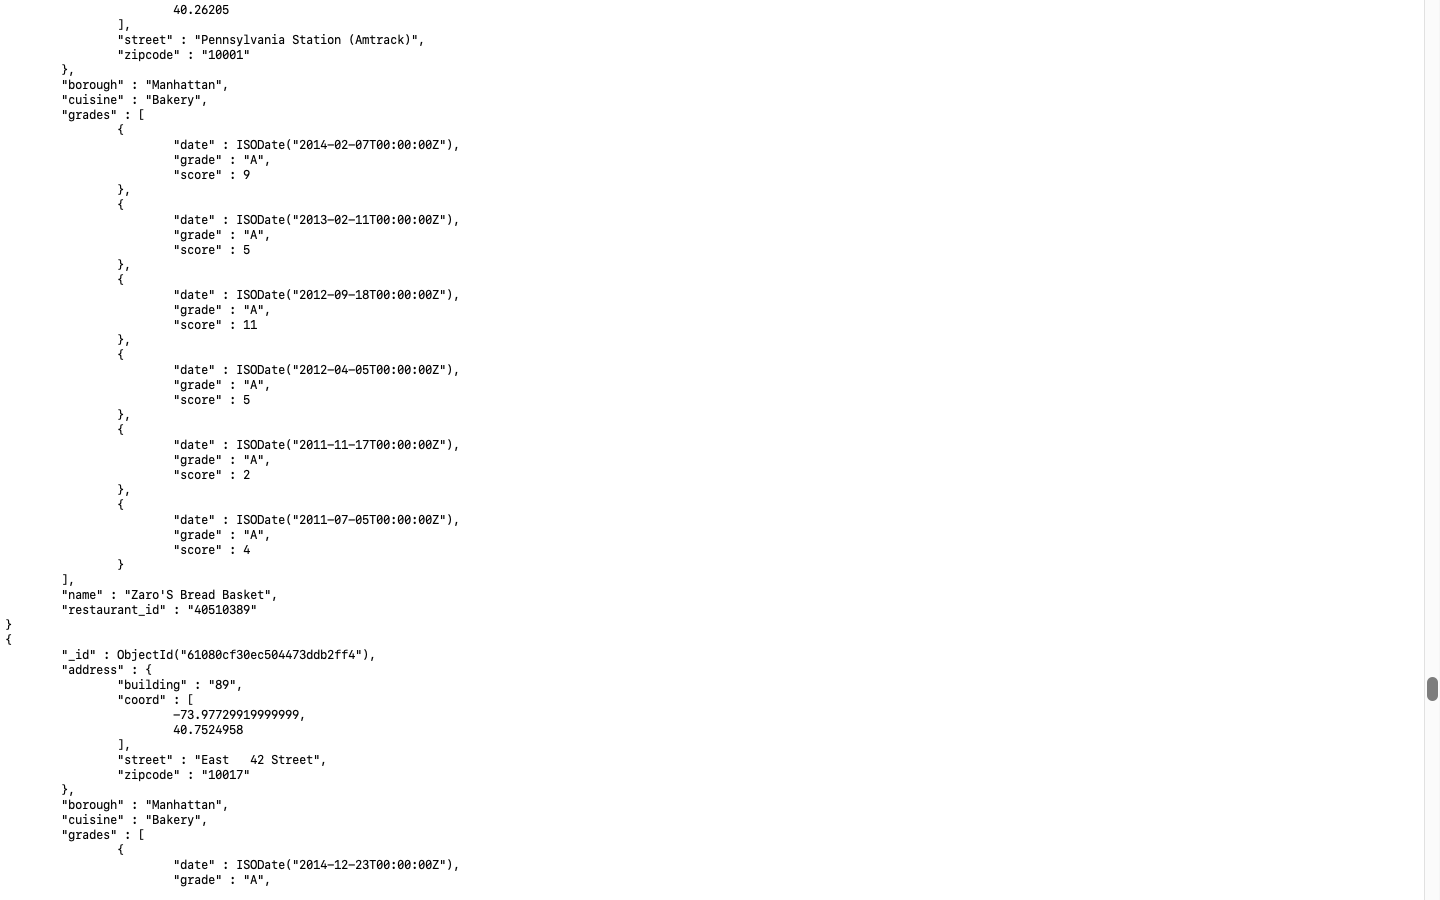 40.26205
],
"street" : "Pennsylvania Station (Amtrack)",
"zipcode" : "10001"
},
"borough" : "Manhattan",
"cuisine" : "Bakery",
"grades" : [
{
"date" : ISODate("2014-02-07T00:00:00Z"),
"grade" : "A",
"score" : 9
},
{
"date" : ISODate("2013-02-11T00:00:00Z"),
"grade" : "A",
"score" : 5
},
{
"date" : ISODate("2012-09-18T00:00:00Z"),
"grade" : "A",
"score" : 11
},
{
"date" : ISODate("2012-04-05T00:00:00Z"),
"grade" : "A",
"score" : 5
},
{
"date" : ISODate("2011-11-17T00:00:00Z"),
"grade" : "A",
"score" : 2
},
{
"date" : ISODate("2011-07-05T00:00:00Z"),
"grade" : "A",
"score" : 4
}
],
"name" : "Zaro'S Bread Basket",
"restaurant_id" : "40510389"
}
{
"_id" : ObjectId("61080cf30ec504473ddb2ff4"),
"address" : {
"building" : "89",
"coord" : [
-73.97729919999999,
40.7524958
],
"street" : "East   42 Street",
"zipcode" : "10017"
},
"borough" : "Manhattan",
"cuisine" : "Bakery",
"grades" : [
{
"date" : ISODate("2014-12-23T00:00:00Z"),
"grade" : "A",